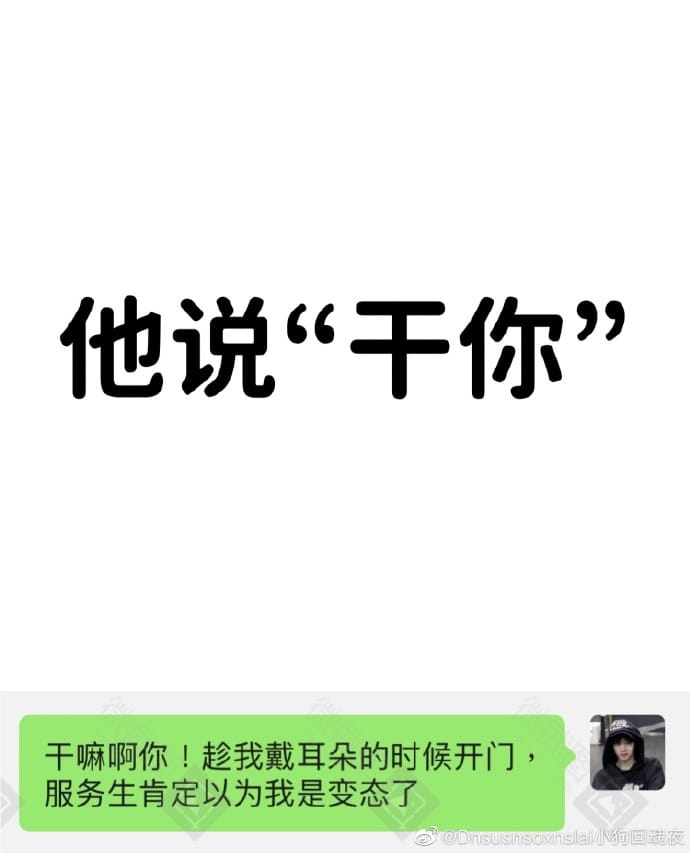 他说“干你”
干嘛啊你！趁我戴耳朵的时候开门，
服务生肯定以为我是变态了
@Dnsusnsoxnslai小狗回魂夜